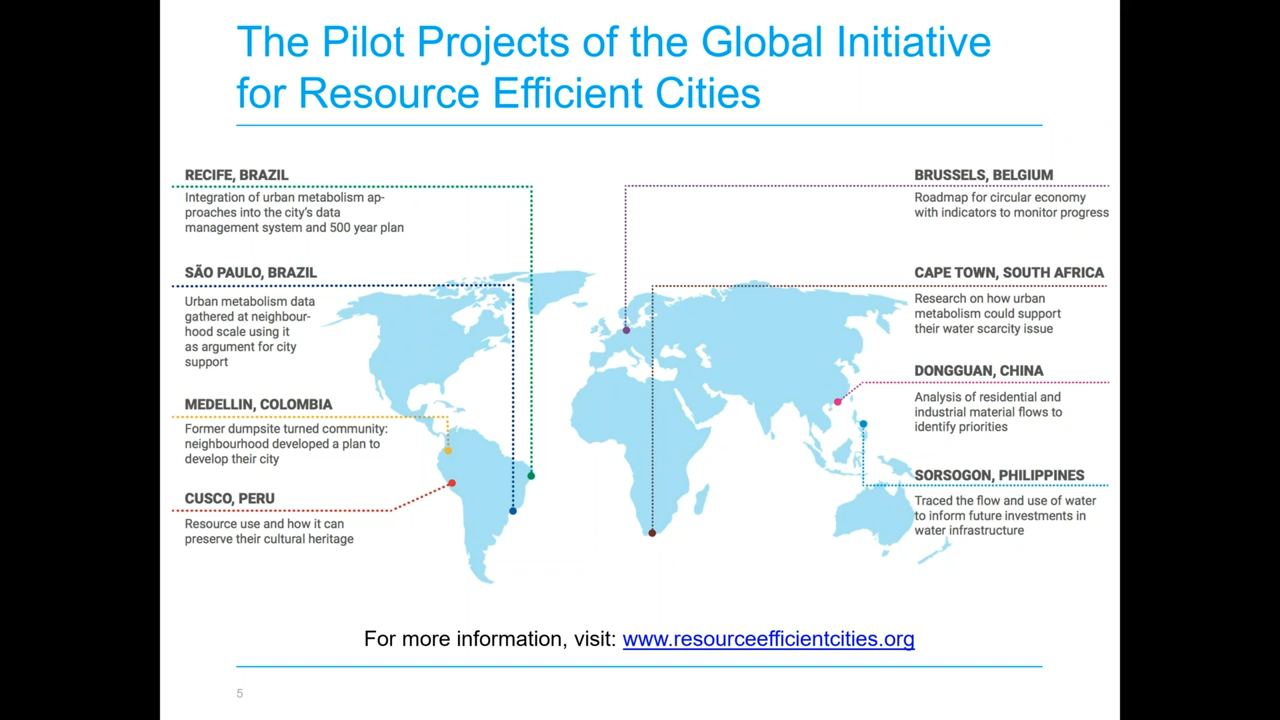 The Pilot Projects of the Global Initiative
for Resource Efficient Cities
RECIFE, BRAZIL
Integration of urban metabolism ap-
proaches into the city's data
management system and 500 year plan
SÃO PAULO, BRAZIL
Urban metabolism data
gathered at neighbour-
hood scale using it
as argument for city
support
MEDELLIN, COLOMBIA
Former dumpsite turned community:
neighbourhood developed a plan to
develop their city
CUSCO, PERU
Resource use and how it can
preserve their cultural heritage
BRUSSELS, BELGIUM
Roadmap for circular economy
with indicators to monitor progress
CAPE TOWN, SOUTH AFRICA
Research on how urban
metabolism could support
their water scarcity issue
DONGGUAN, CHINA
Analysis of residential and
industrial material flows to
identify priorities
SORSOGON, PHILIPPINES
Traced the flow and use of water
to inform future investments in
water infrastructure
For more information, visit: www.resourceefficientcities.org
5